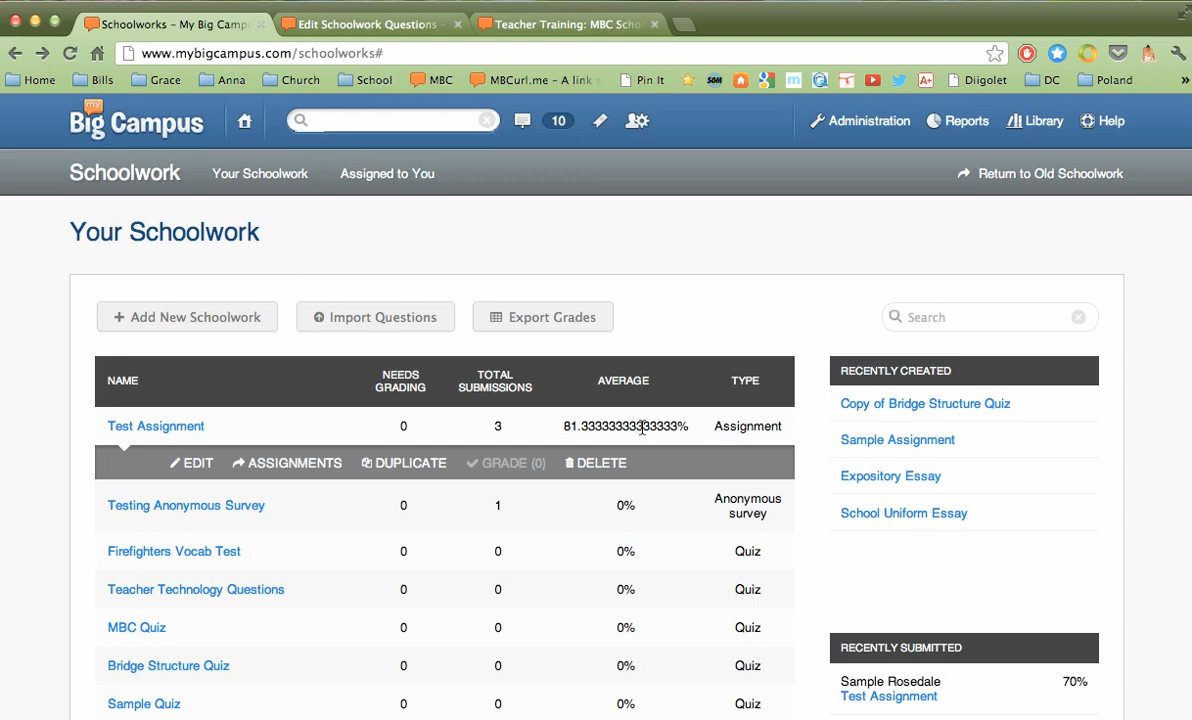 Schoolworks – My Big Camp
Edit Schoolwork Questions –
Teacher Training: MBC Scho
www.mybigcampus.com/schoolworks#
Home Bills Grace Anna Church School MBC MBCurl.me – A link s Pin It SOM m A+ Diigolet DC Poland »
my
Big Campus
10
Administration Reports Library Help
Schoolwork Your Schoolwork Assigned to You Return to Old Schoolwork
Your Schoolwork
+ Add New Schoolwork Import Questions Export Grades Search
NAME NEEDS GRADING TOTAL SUBMISSIONS AVERAGE TYPE
Test Assignment 0 3 81.33333333333333% Assignment
EDIT ASSIGNMENTS DUPLICATE GRADE (0) DELETE
Testing Anonymous Survey 0 1 0% Anonymous survey
Firefighters Vocab Test 0 0 0% Quiz
Teacher Technology Questions 0 0 0% Quiz
MBC Quiz 0 0 0% Quiz
Bridge Structure Quiz 0 0 0% Quiz
Sample Quiz 0 0 0% Quiz
RECENTLY CREATED
Copy of Bridge Structure Quiz
Sample Assignment
Expository Essay
School Uniform Essay
RECENTLY SUBMITTED
Sample Rosedale 70%
Test Assignment